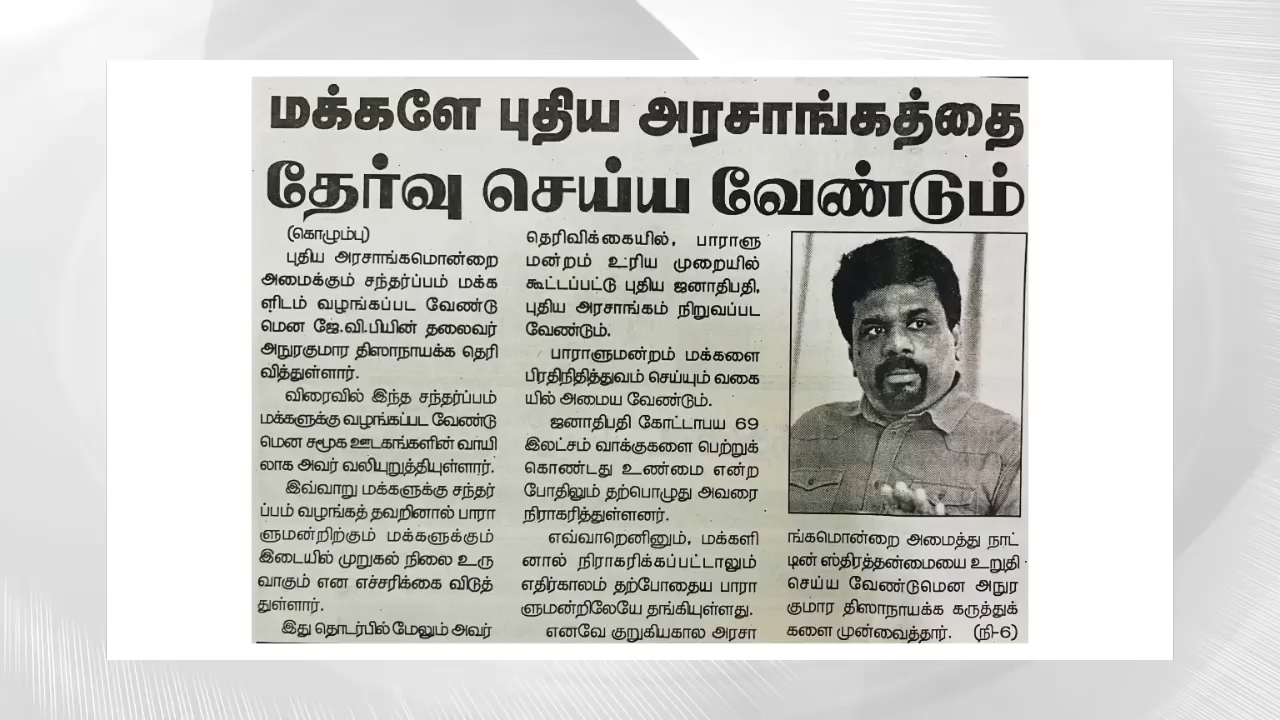 மக்களே புதிய அரசாங்கத்தை
தேர்வு செய்ய வேண்டும்
(கொழும்பு)
புதிய அரசாங்கமொன்றை
அமைக்கும் சந்தர்ப்பம் மக்க
ளிடம் வழங்கப்பட வேண்டு
மென ஜே.வி.பியின் தலைவர்
அநுரகுமார திஸாநாயக்க தெரி
வித்துள்ளார்.
விரைவில் இந்த சந்தர்ப்பம்
மக்களுக்கு வழங்கப்பட வேண்டு
மென சமூக ஊடகங்களின் வாயி
லாக அவர் வலியுறுத்தியுள்ளார்.
இவ்வாறு மக்களுக்கு சந்தர்
ப்பம் வழங்கத் தவறினால் பாரா
ளுமன்றிற்கும் மக்களுக்கும்
இடையில் முறுகல் நிலை உரு
வாகும் என எச்சரிக்கை விடுத்
துள்ளார்.
இது தொடர்பில் மேலும் அவர்
தெரிவிக்கையில், பாராளு
மன்றம் உரிய முறையில்
கூட்டப்பட்டு புதிய ஜனாதிபதி,
புதிய அரசாங்கம் நிறுவப்பட
வேண்டும்.
பாராளுமன்றம் மக்களை
பிரதிநிதித்துவம் செய்யும் வகை
யில் அமைய வேண்டும்.
ஜனாதிபதி கோட்டாபய 69
இலட்சம் வாக்குகளை பெற்றுக்
கொண்டது உண்மை என்ற
போதிலும் தற்பொழுது அவரை
நிராகரித்துள்ளனர்.
எவ்வாறெனினும், மக்களி
னால் நிராகரிக்கப்பட்டாலும்
எதிர்காலம் தற்போதைய பாரா
ளுமன்றிலேயே தங்கியுள்ளது.
எனவே குறுகியகால அரசா
ங்கமொன்றை அமைத்து நாட்
டின் ஸ்திரத்தன்மையை உறுதி
செய்ய வேண்டுமென அநுர
குமார திஸாநாயக்க கருத்துக்
களை முன்வைத்தார். (நி-6)